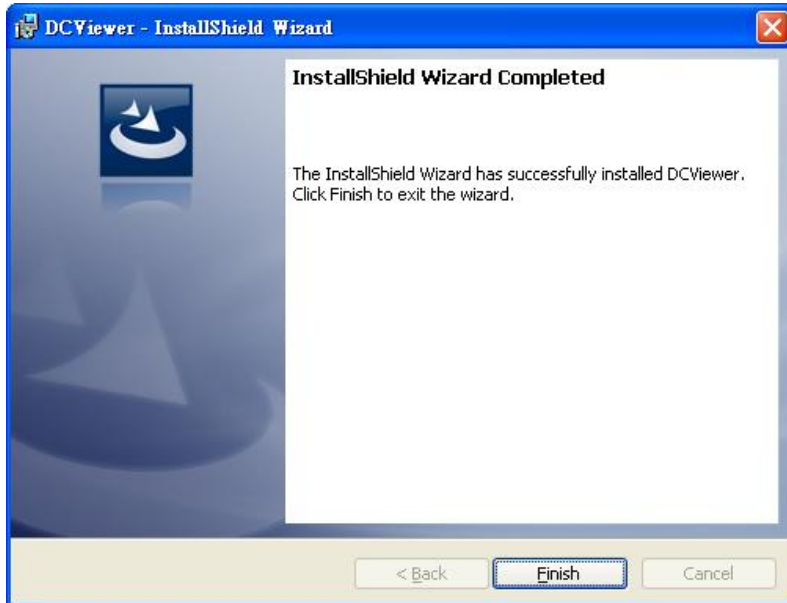 DCViewer - InstallShield Wizard
InstallShield Wizard Completed
The InstallShield Wizard has successfully installed DCViewer.
Click Finish to exit the wizard.
< Back
Finish
Cancel